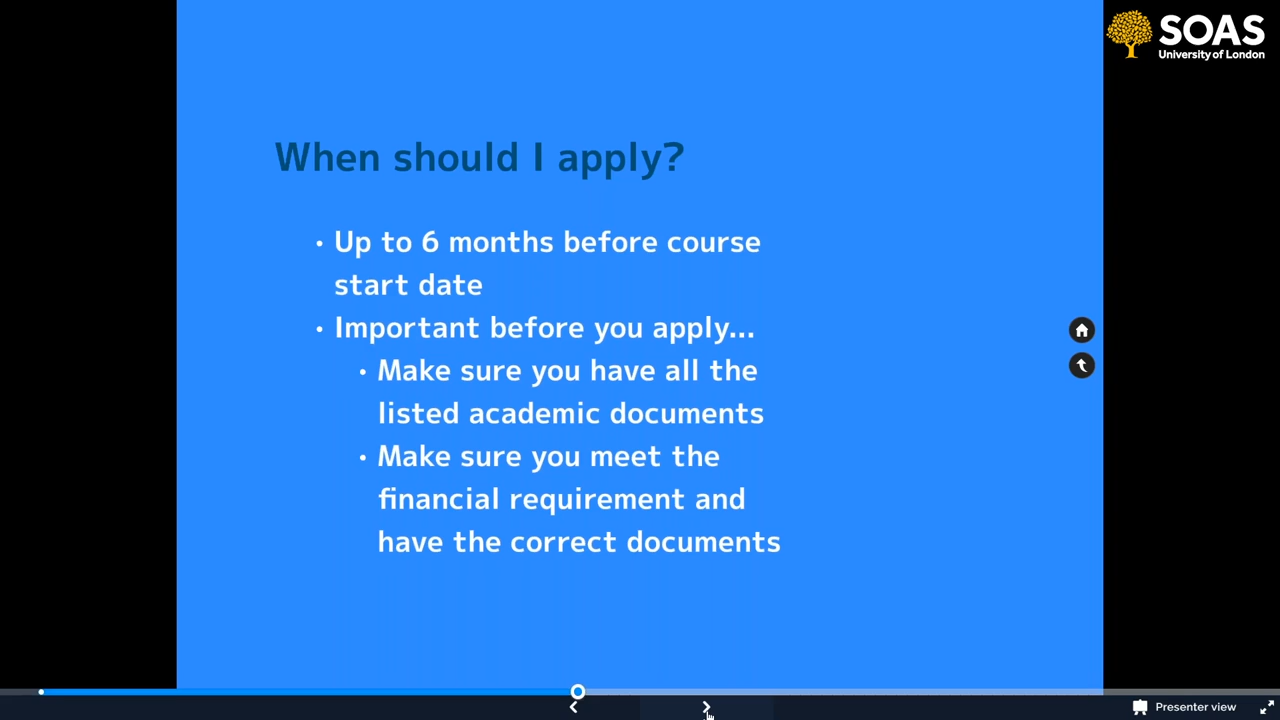 SOAS
University of London
When should I apply?
• Up to 6 months before course
start date
• Important before you apply...
• Make sure you have all the
listed academic documents
• Make sure you meet the
financial requirement and
have the correct documents
Presenter view